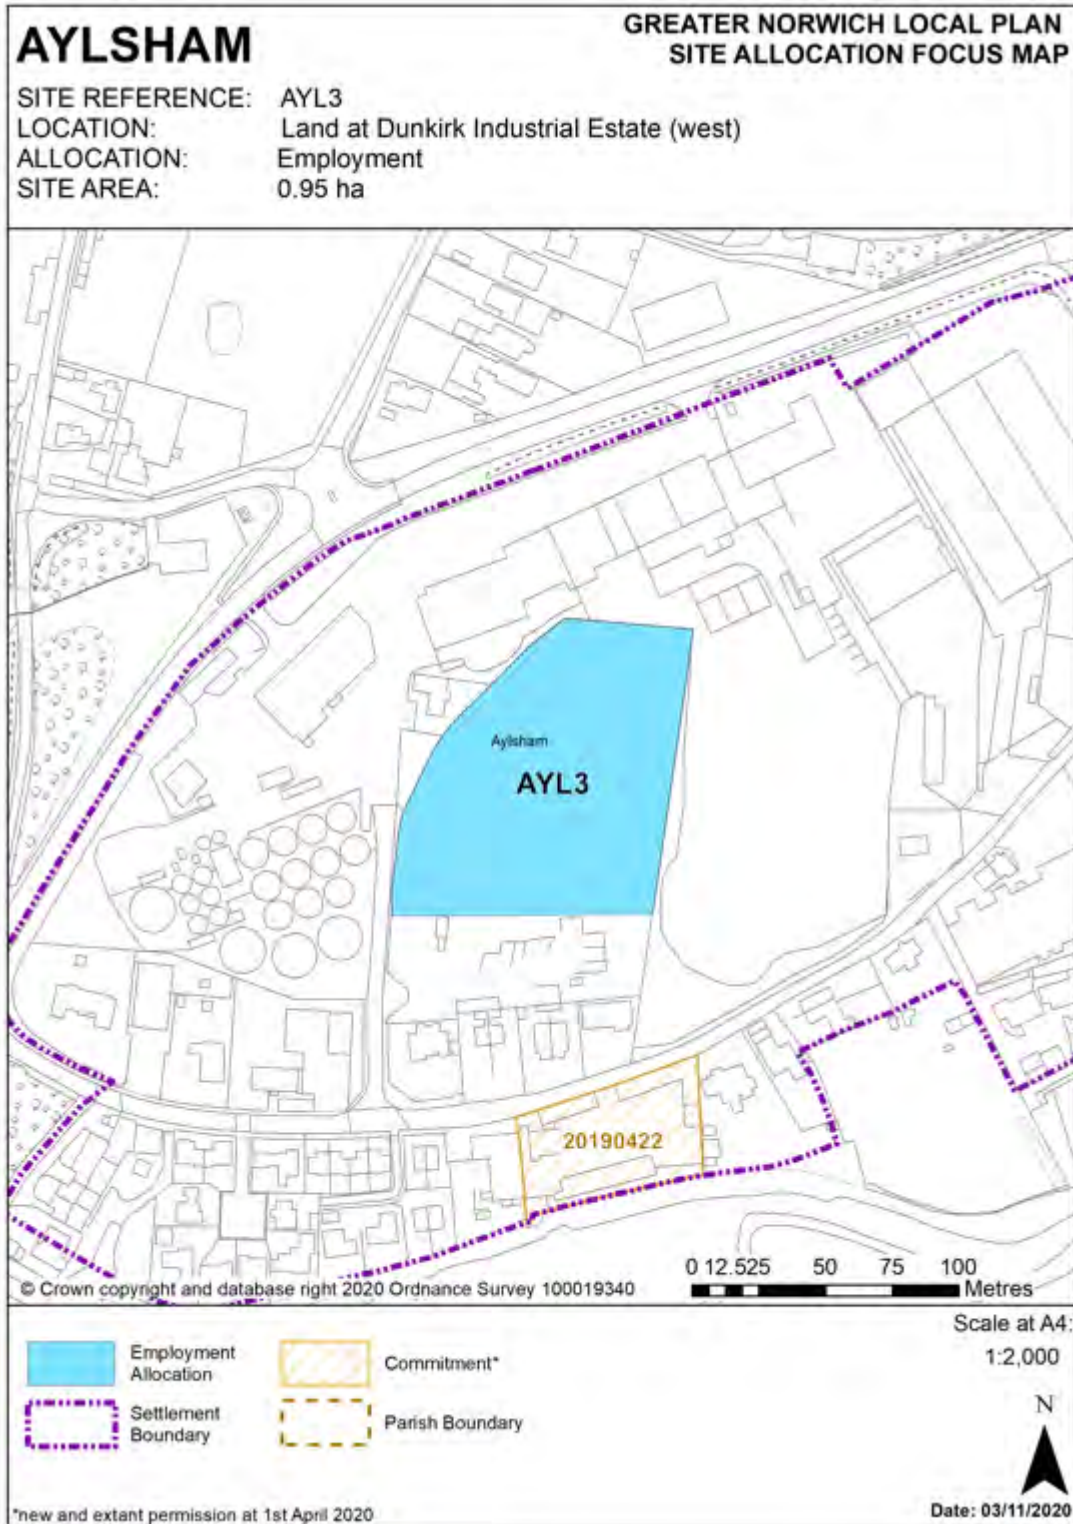 AYLSHAM
GREATER NORWICH LOCAL PLAN
SITE ALLOCATION FOCUS MAP
SITE REFERENCE: AYL3
LOCATION: Land at Dunkirk Industrial Estate (west)
ALLOCATION: Employment
SITE AREA: 0.95 ha
Aylsham
AYL3
20190422
0 12.525 50 75 100
Metres
© Crown copyright and database right 2020 Ordnance Survey 100019340
Employment
Allocation
Commitment*
Settlement
Boundary
Parish Boundary
Scale at A4:
1:2,000
N
*new and extant permission at 1st April 2020
Date: 03/11/2020